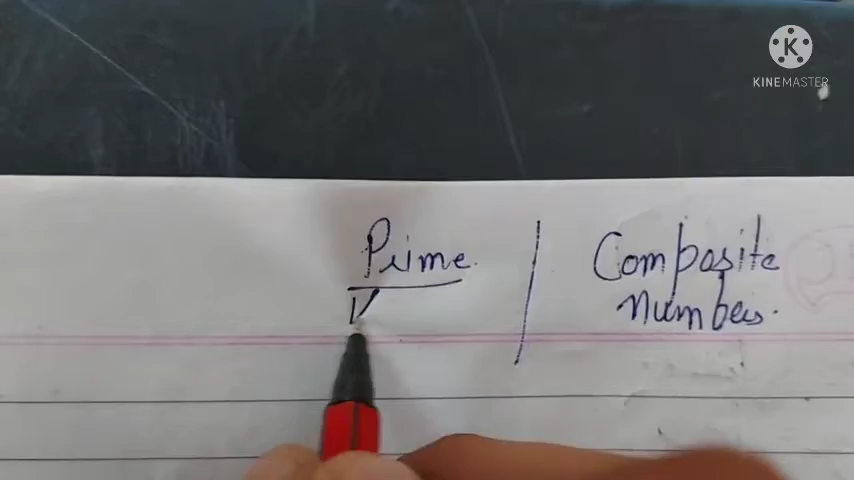 K
KINEMASTER
Prime.
Composite
numbers.